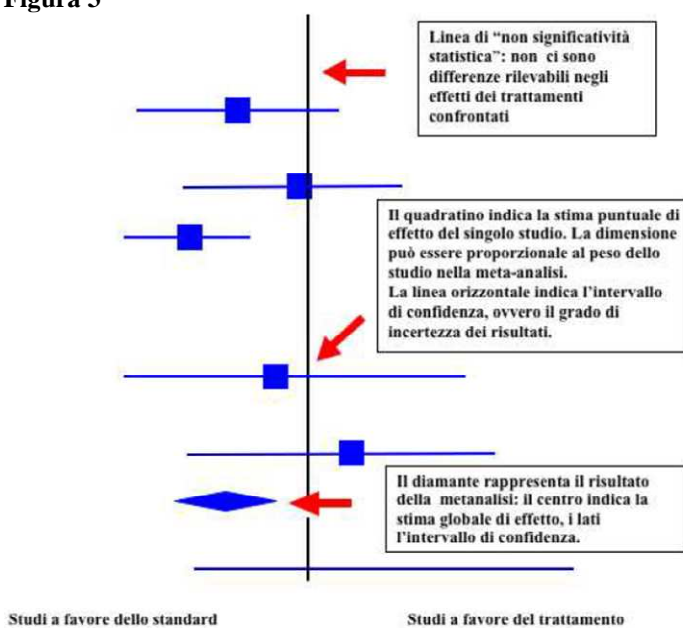 Figura 3
Linea di “non significatività
statistica”: non ci sono
differenze rilevabili negli
effetti dei trattamenti
confrontati
Il quadratino indica la stima puntuale di
effetto del singolo studio. La dimensione
può essere proporzionale al peso dello
studio nella meta-analisi.
La linea orizzontale indica l’intervallo
di confidenza, ovvero il grado di
incertezza dei risultati.
Il diamante rappresenta il risultato
della metanalisi: il centro indica la
stima globale di effetto, i lati
l’intervallo di confidenza.
Studi a favore dello standard
Studi a favore del trattamento